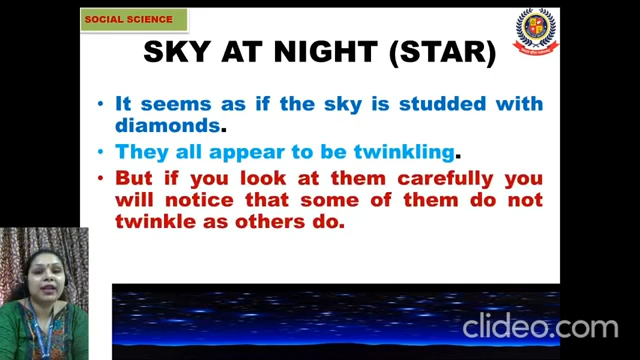 SOCIAL SCIENCE
SKY AT NIGHT (STAR)
• It seems as if the sky is studded with
diamonds.
• They all appear to be twinkling.
• But if you look at them carefully you
will notice that some of them do not
twinkle as others do.
clideo.com